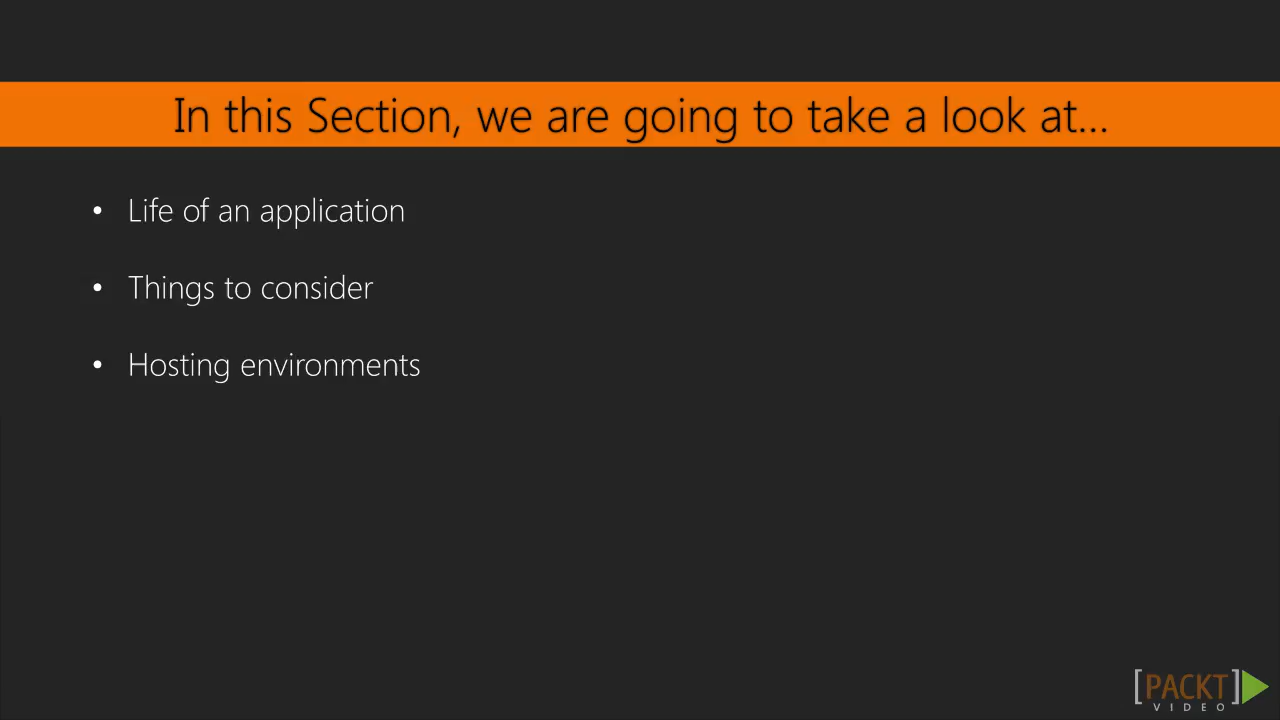 In this Section, we are going to take a look at...
• Life of an application
• Things to consider
• Hosting environments
[PACKT]
VIDEO